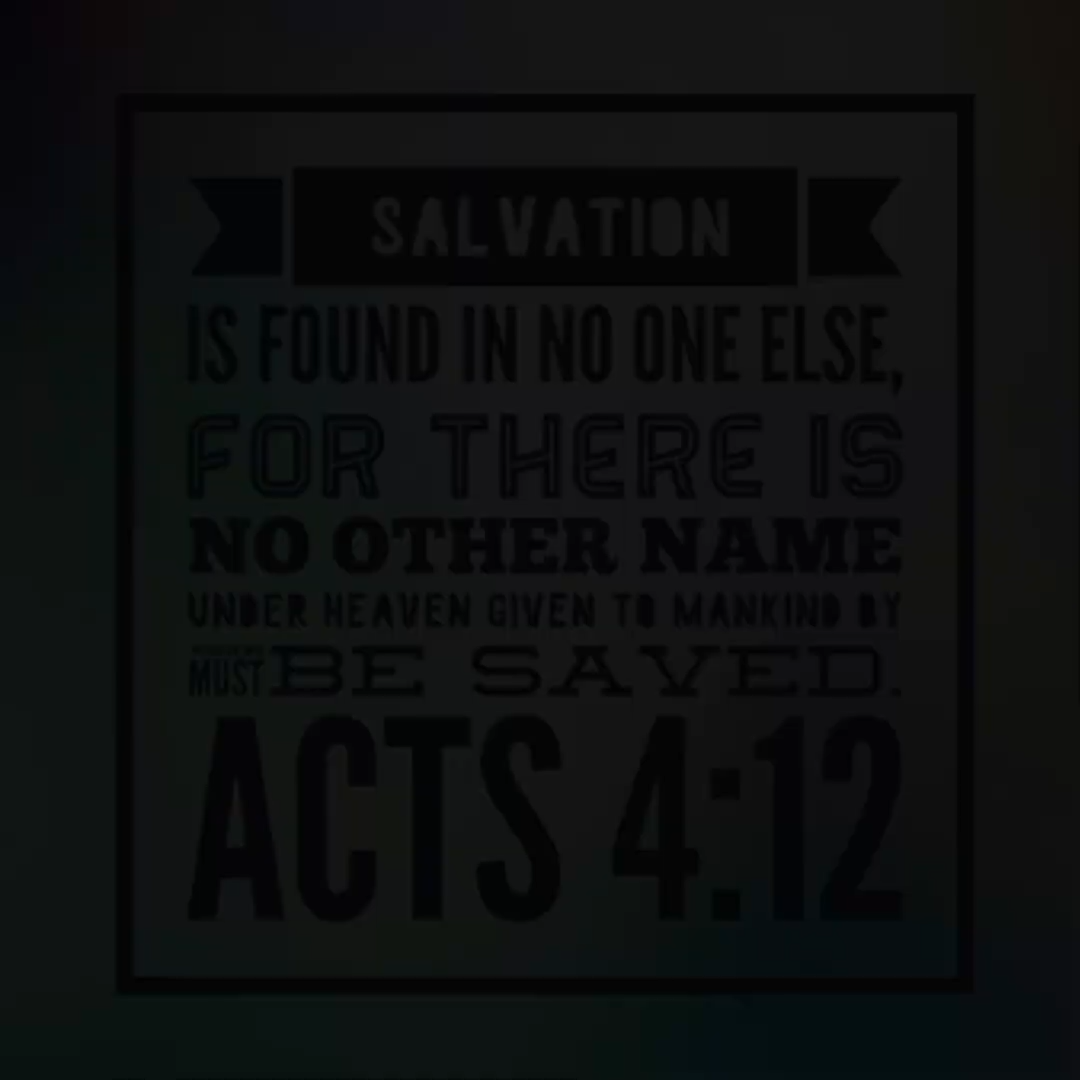 SALVATION
IS FOUND IN NO ONE ELSE,
FOR THERE IS
NO OTHER NAME
UNDER HEAVEN GIVEN TO MANKIND BY
MUST BE SAVED.
ACTS 4:12